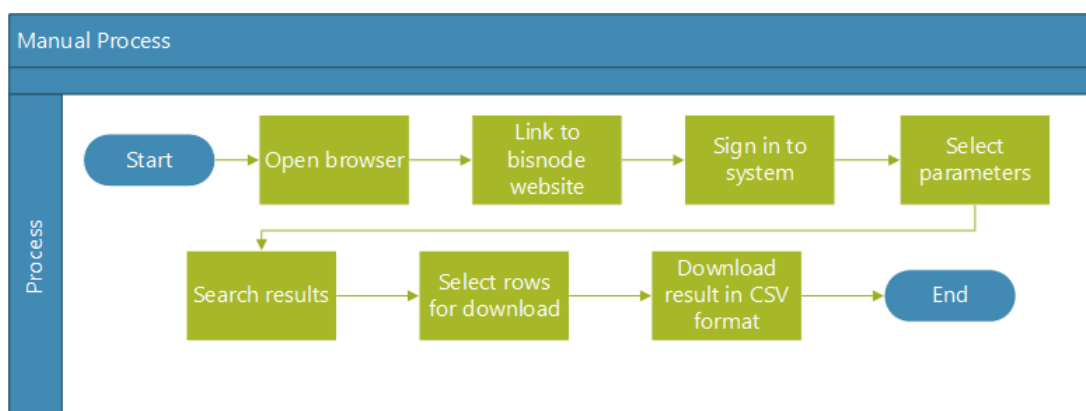 Manual Process
Process
Start
Open browser
Link to
bisnode
website
Sign in to
system
Select
parameters
Search results
Select rows
for download
Download
result in CSV
format
End